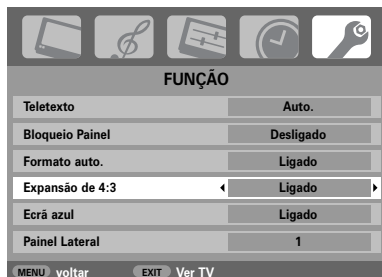 FUNÇÃO
Teletexto Auto.
Bloqueio Painel Desligado
Formato auto. Ligado
Expansão de 4:3 Ligado
Ecrã azul Ligado
Painel Lateral 1
MENU voltar EXIT Ver TV